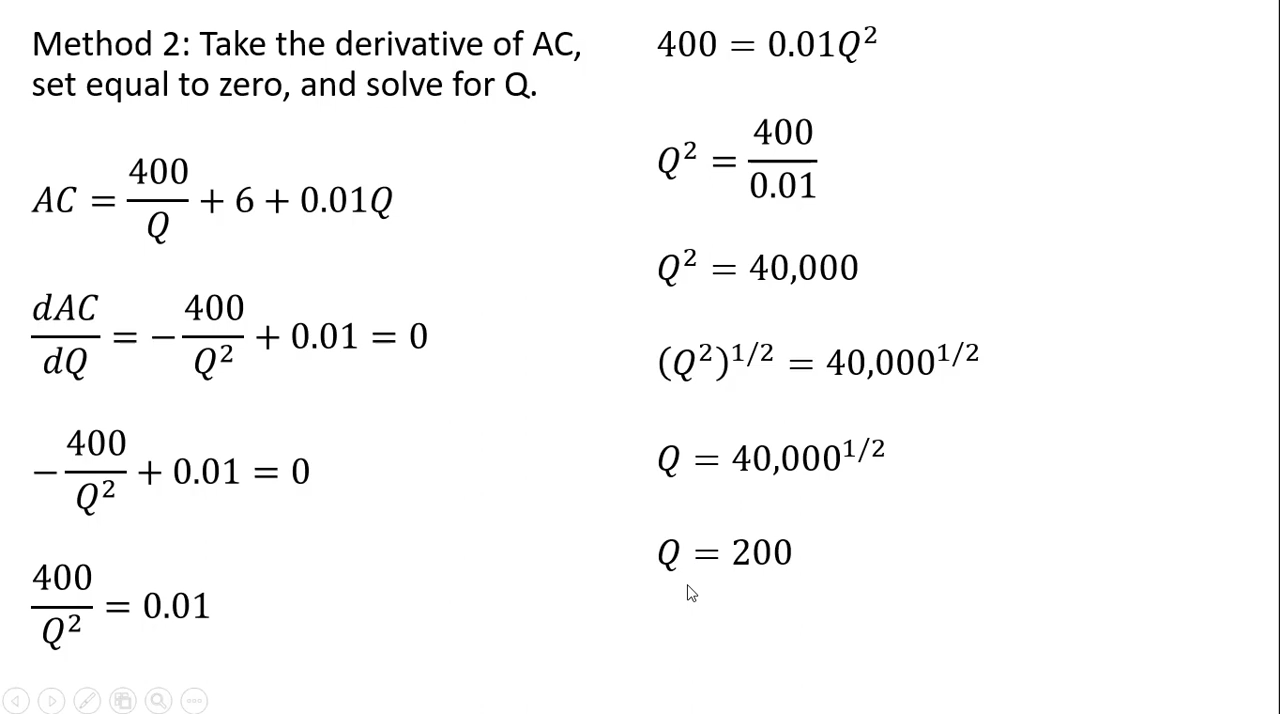 Method 2: Take the derivative of AC,
set equal to zero, and solve for Q.
AC = 400/Q + 6 + 0.01Q
dAC/dQ = −400/Q² + 0.01 = 0
−400/Q² + 0.01 = 0
400/Q² = 0.01
400 = 0.01Q²
Q² = 400/0.01
Q² = 40,000
(Q²)^1/2 = 40,000^1/2
Q = 40,000^1/2
Q = 200